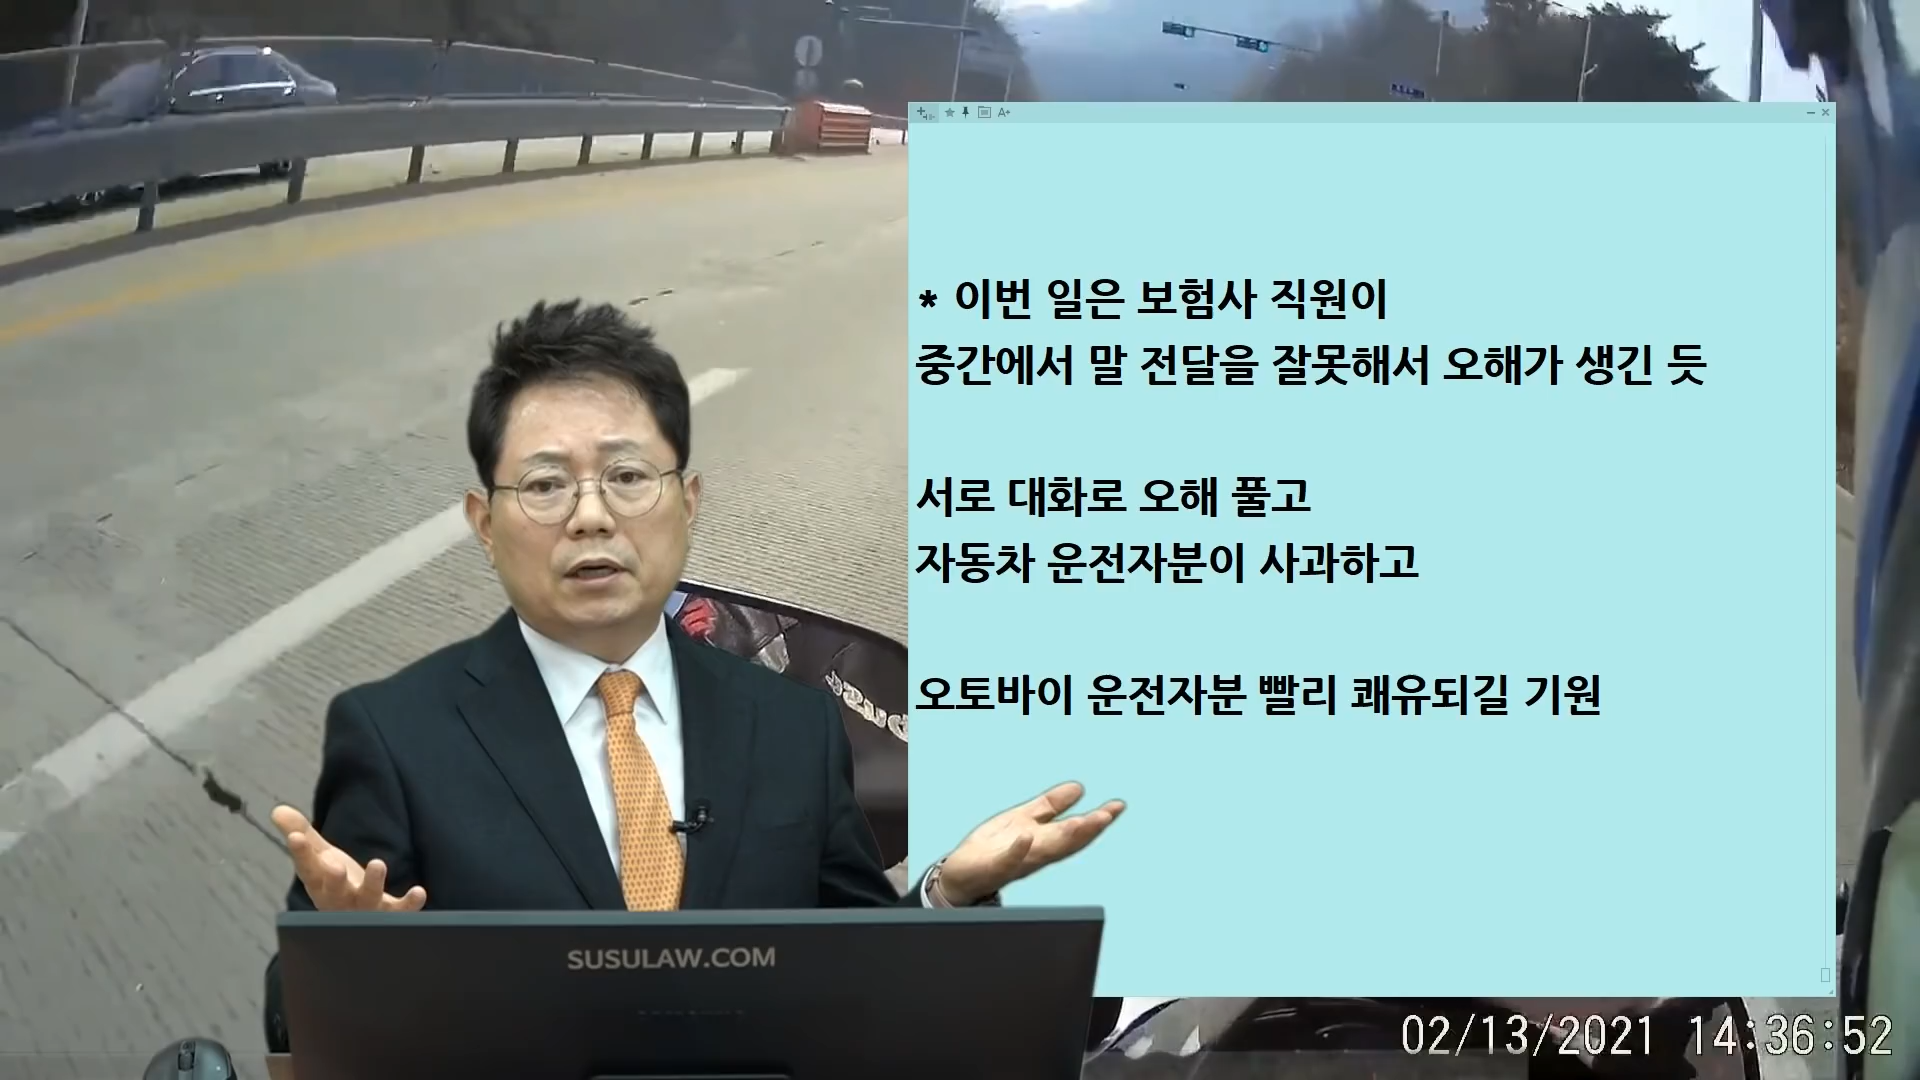 * 이번 일은 보험사 직원이
중간에서 말 전달을 잘못해서 오해가 생긴 듯
서로 대화로 오해 풀고
자동차 운전자분이 사과하고
오토바이 운전자분 빨리 쾌유되길 기원
SUSULAW.COM
02/13/2021 14:36:52